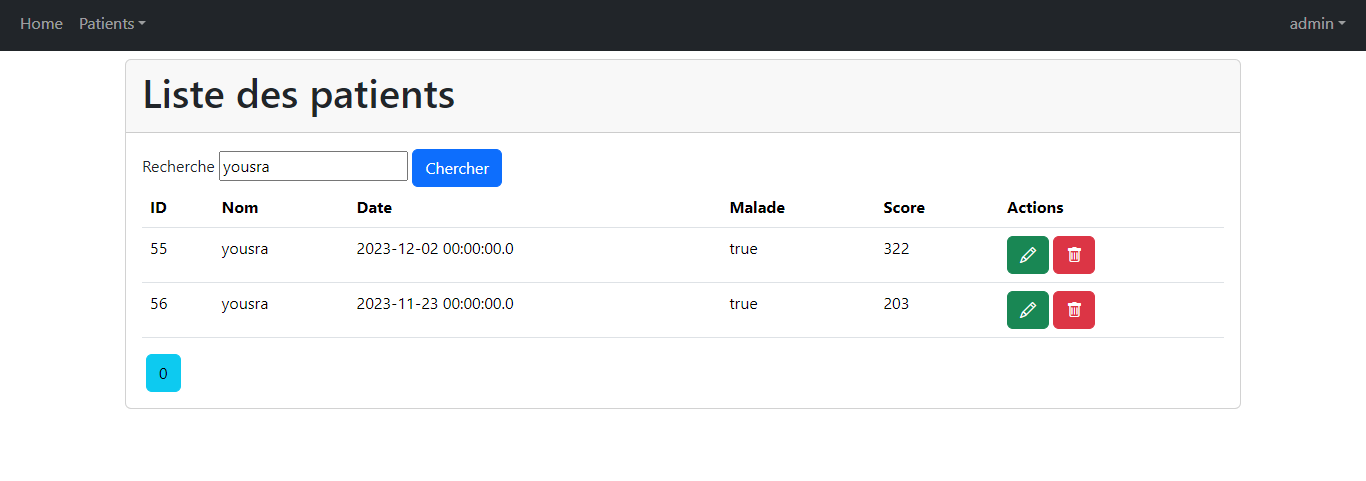 Home Patients admin
Liste des patients
Recherche yousra Chercher
ID Nom Date Malade Score Actions
55 yousra 2023-12-02 00:00:00.0 true 322
56 yousra 2023-11-23 00:00:00.0 true 203
0